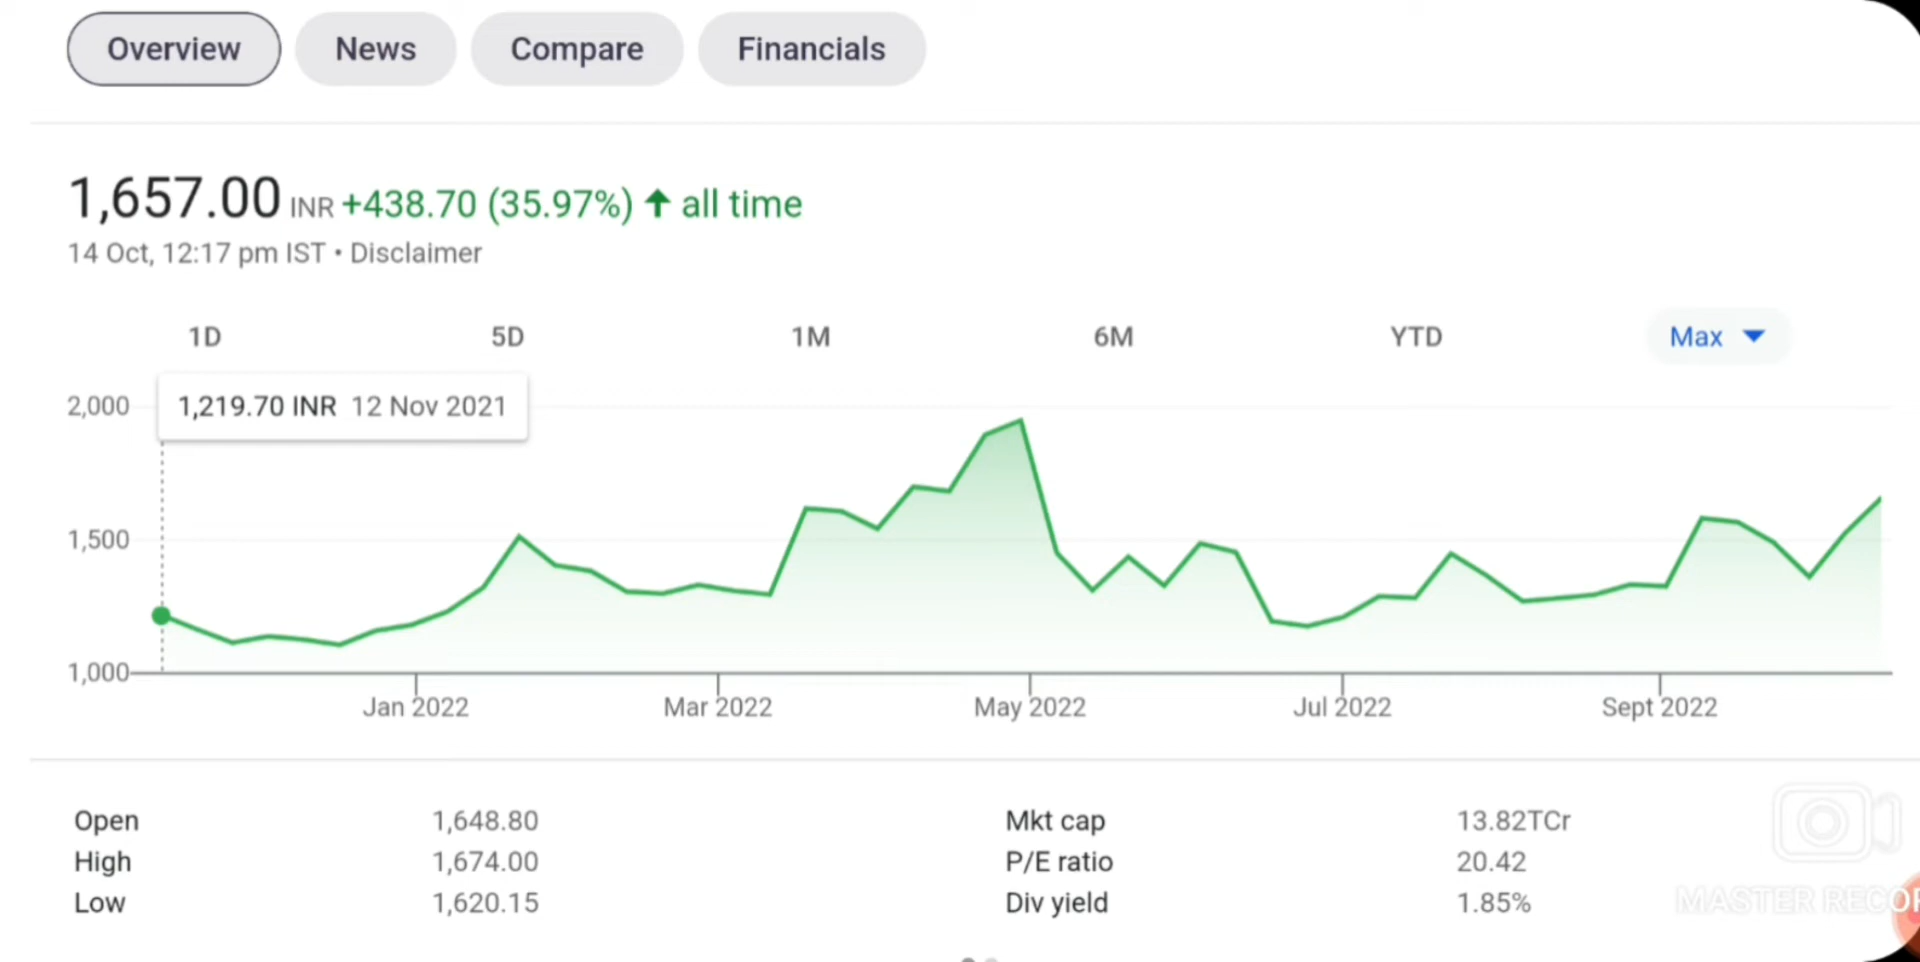 Overview News Compare Financials
1,657.00 INR +438.70 (35.97%) ↑ all time
14 Oct, 12:17 pm IST • Disclaimer
1D 5D 1M 6M YTD Max
1,219.70 INR 12 Nov 2021
2,000
1,500
1,000
Jan 2022 Mar 2022 May 2022 Jul 2022 Sept 2022
Open 1,648.80 Mkt cap 13.82TCr
High 1,674.00 P/E ratio 20.42
Low 1,620.15 Div yield 1.85%
MASTER RECOR